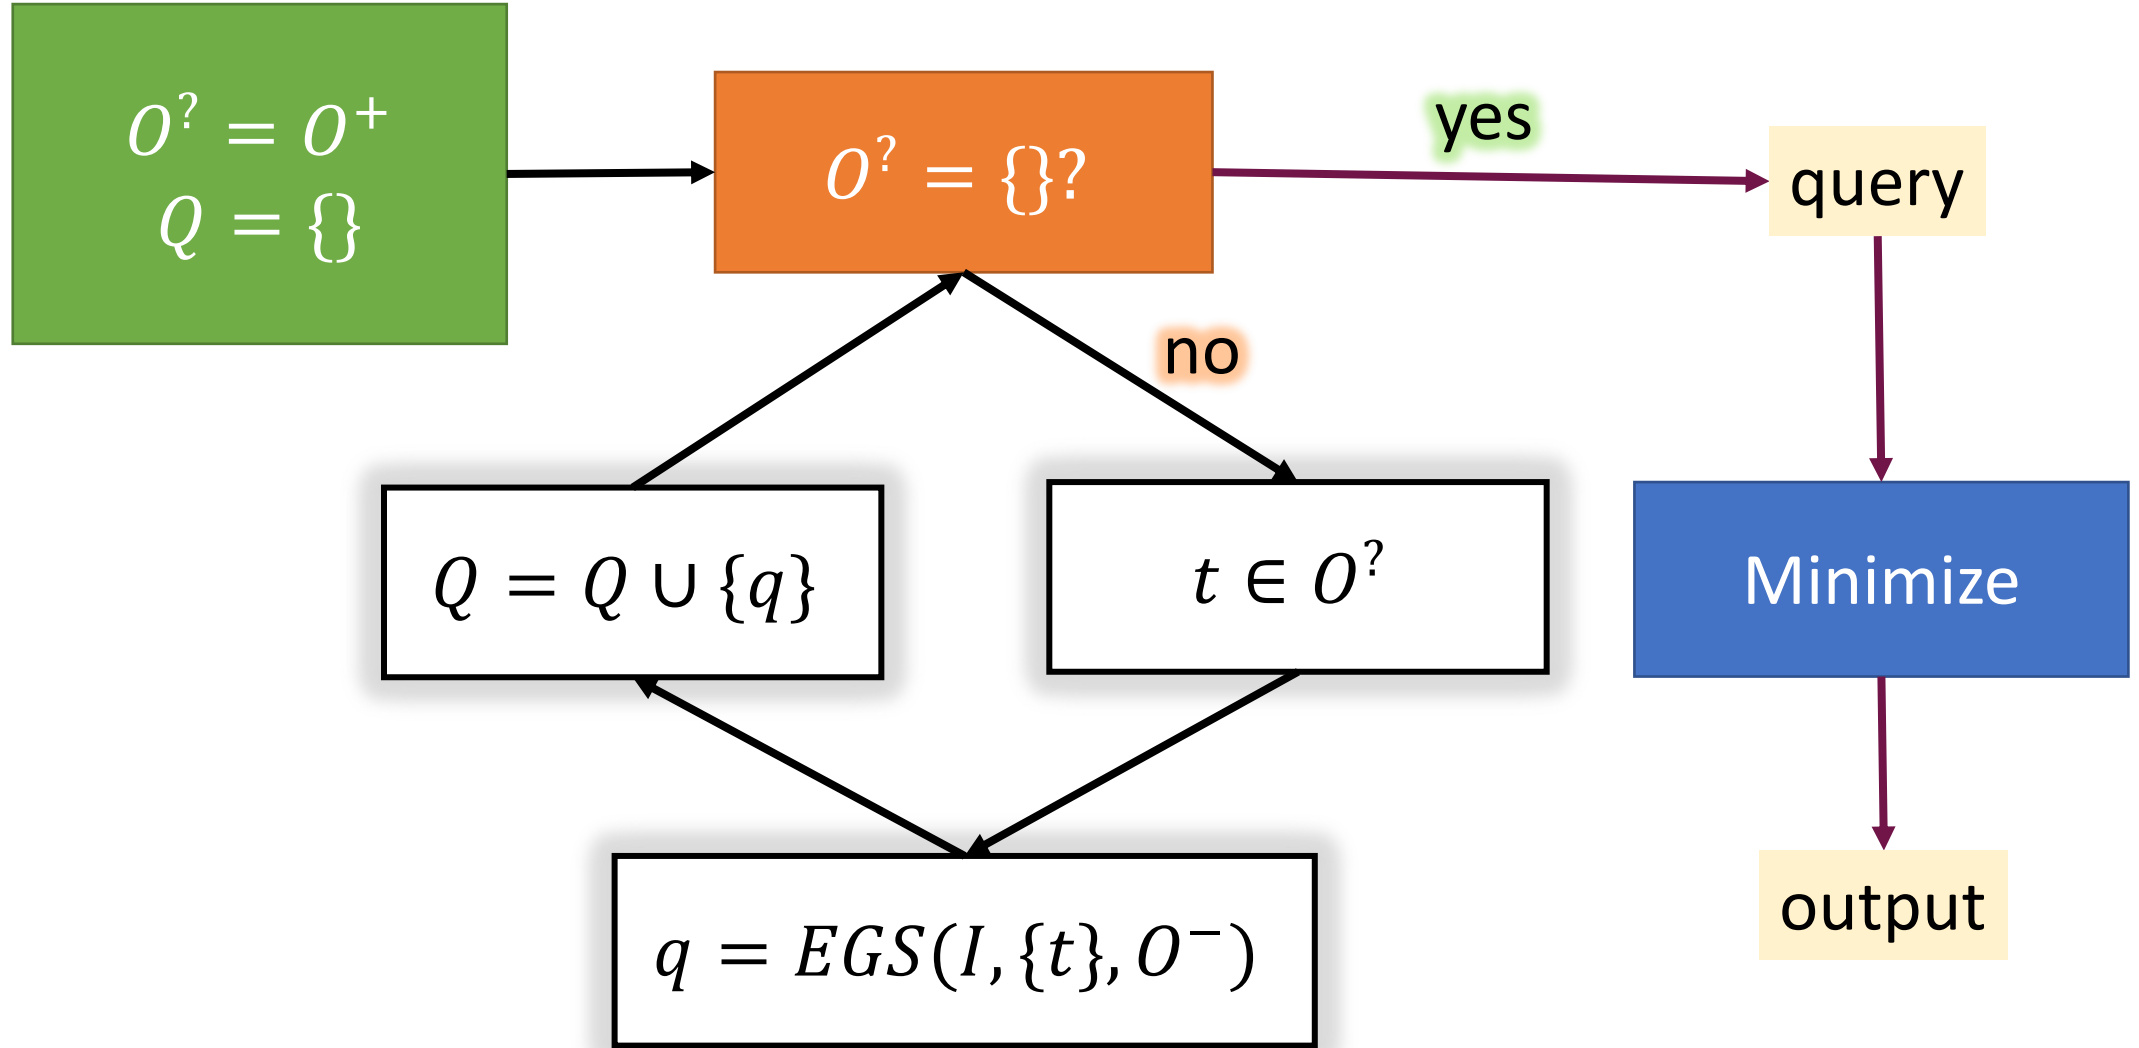 O^? = O^+
Q = {}
O^? = {}?
yes
query
no
Q = Q ∪ {q}
t ∈ O^?
Minimize
q = EGS(I, {t}, O^−)
output